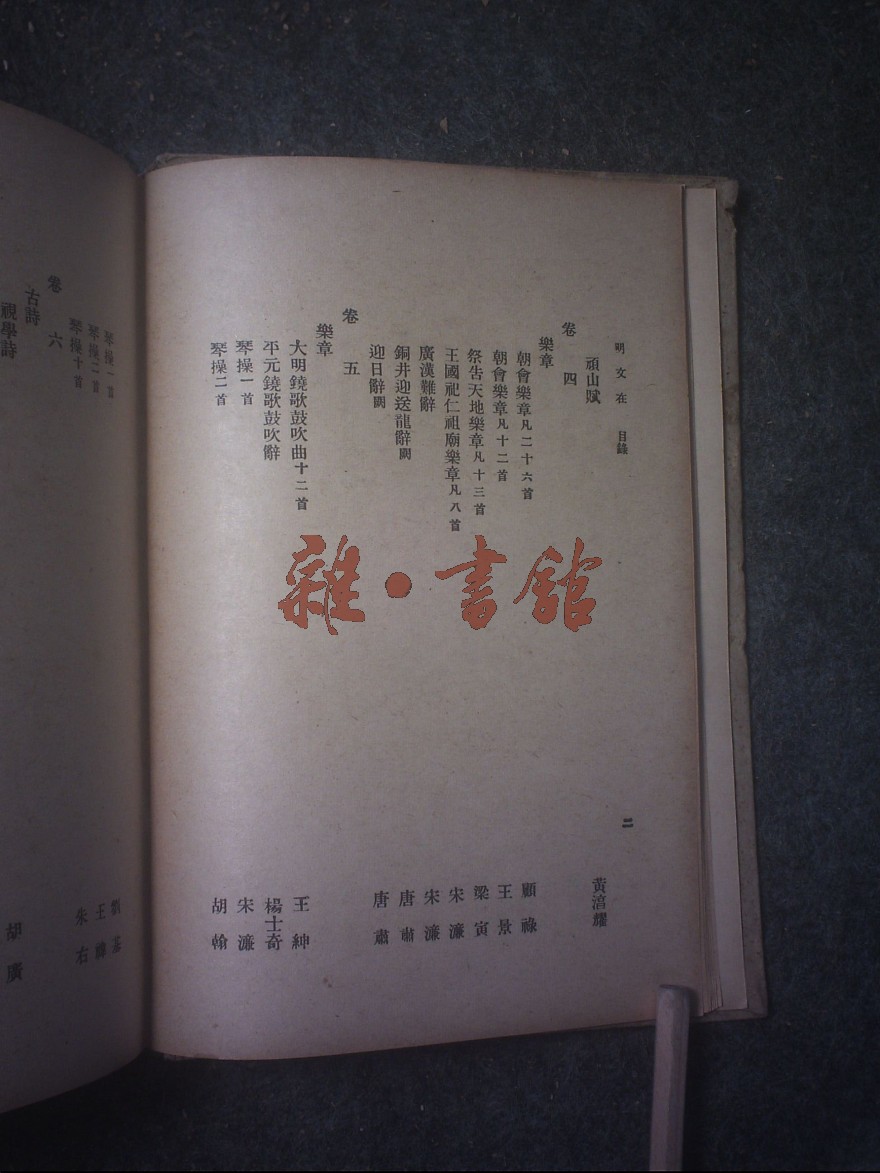 明文在 目錄 二
頑山賦 黃湻耀
卷四
樂章
朝會樂章凡二十六首 顧祿
朝會樂章凡十二首 王景
祭告天地樂章凡十三首 梁寅
王國祀仁祖廟樂章凡八首 宋濂
廣漢難辭 宋濂
銅井迎送龍辭闕 唐肅
迎日辭闕 唐肅
卷五
樂章
大明鐃歌鼓吹曲十二首 王紳
平元鐃歌鼓吹辭 楊士奇
琴操一首 宋濂
琴操二首 胡翰
琴操一首 基
琴操二首 王
琴操十首 朱右
卷六
古詩
視學詩 胡廣
雜·書館